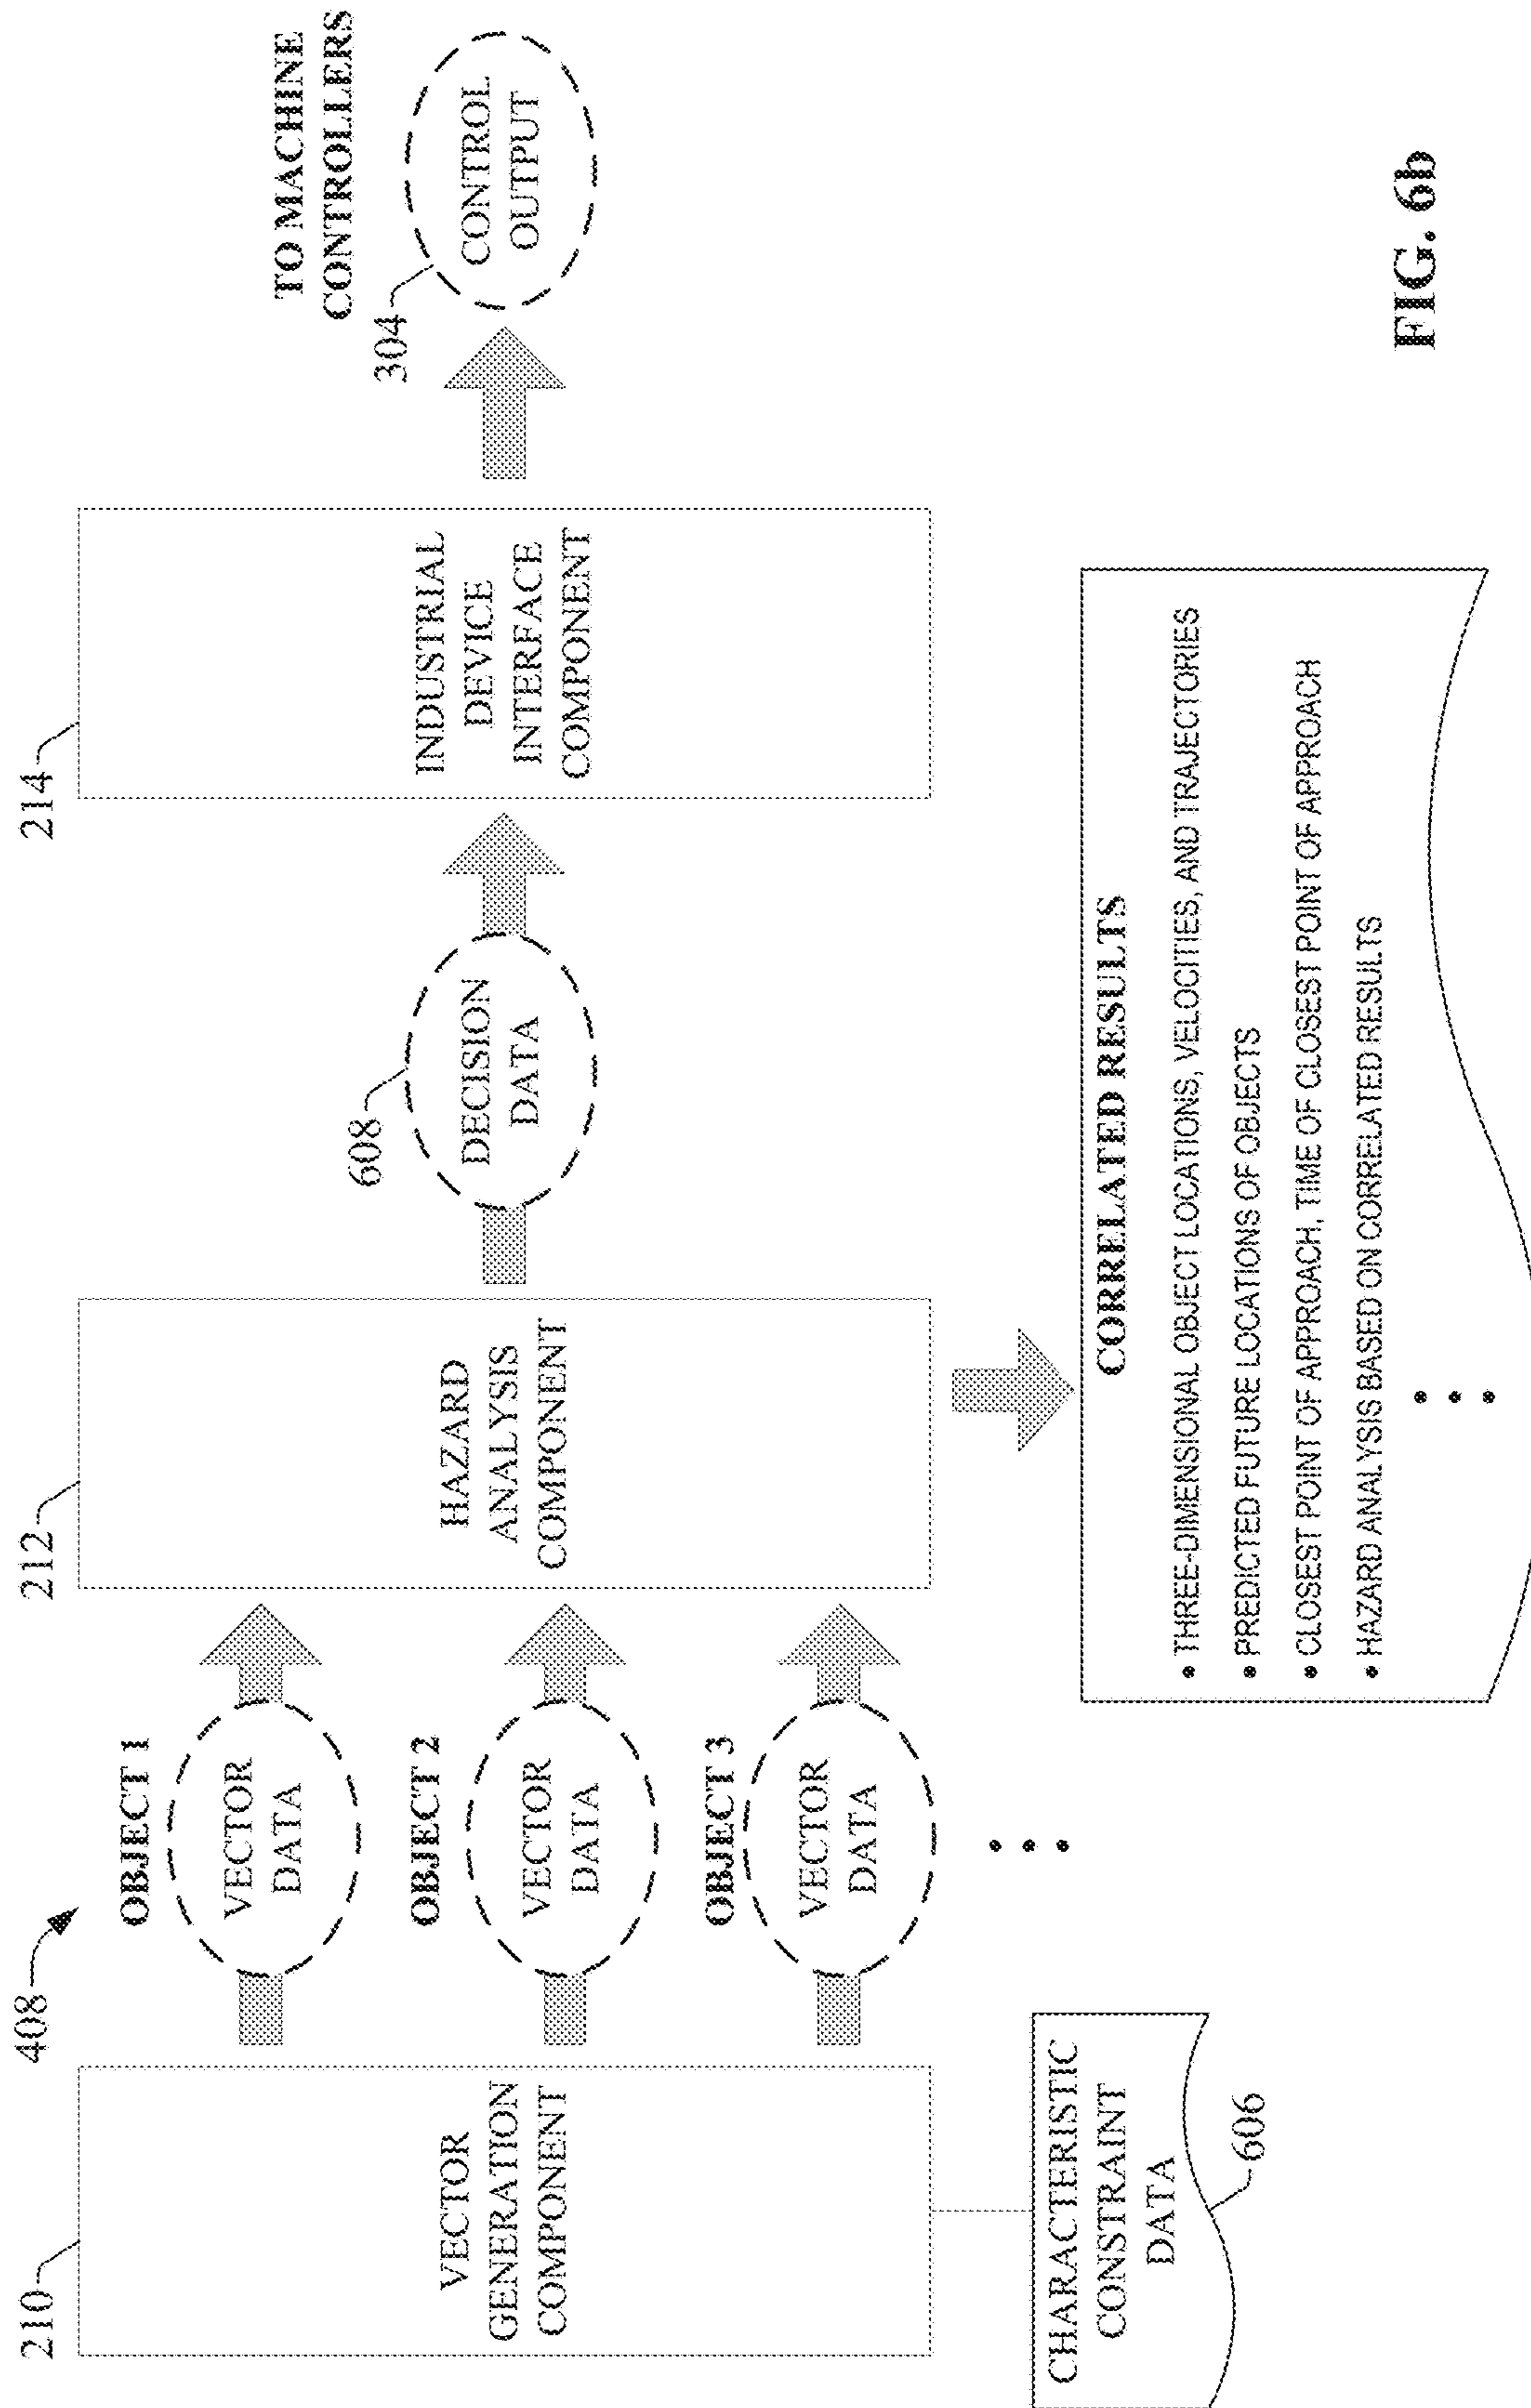 210
VECTOR
GENERATION
COMPONENT
CHARACTERISTIC
CONSTRAINT
DATA
606
408
OBJECT 1
VECTOR
DATA
OBJECT 2
VECTOR
DATA
OBJECT 3
VECTOR
DATA
212
HAZARD
ANALYSIS
COMPONENT
608
DECISION
DATA
214
INDUSTRIAL
DEVICE
INTERFACE
COMPONENT
TO MACHINE
CONTROLLERS
304
CONTROL
OUTPUT
CORRELATED RESULTS
• THREE-DIMENSIONAL OBJECT LOCATIONS, VELOCITIES, AND TRAJECTORIES
• PREDICTED FUTURE LOCATIONS OF OBJECTS
• CLOSEST POINT OF APPROACH, TIME OF CLOSEST POINT OF APPROACH
• HAZARD ANALYSIS BASED ON CORRELATED RESULTS
FIG. 6b